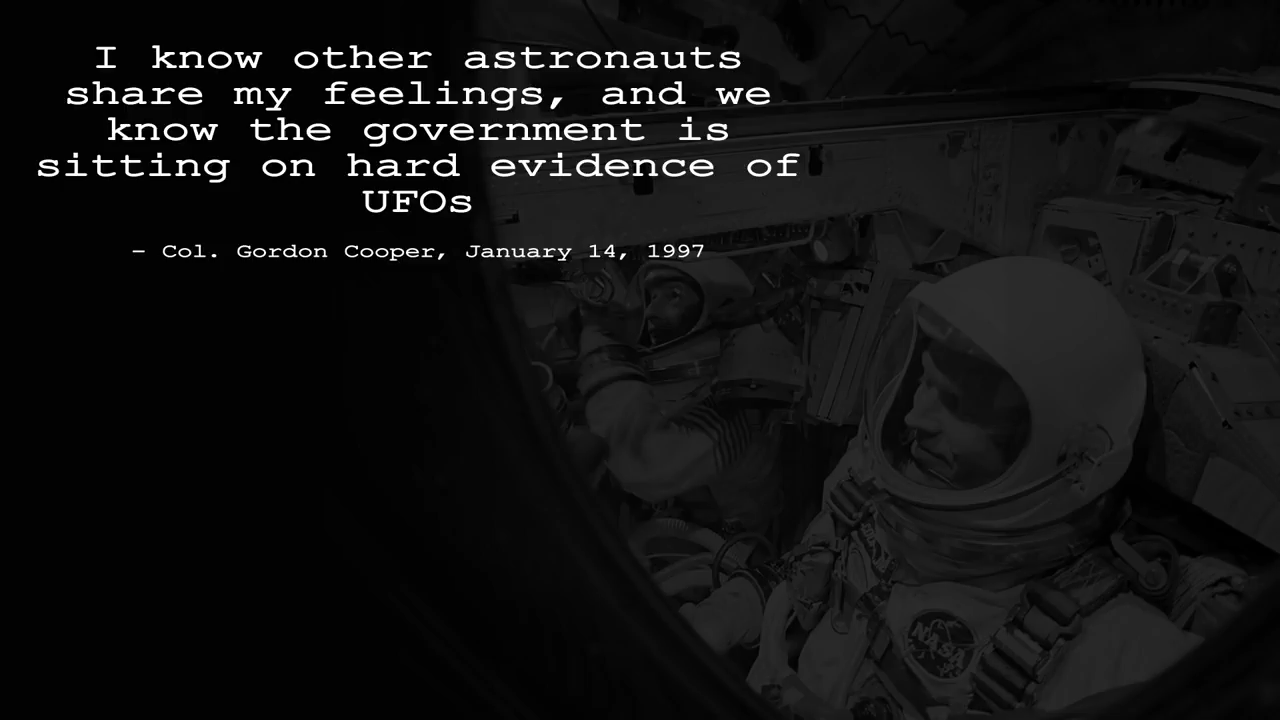 I know other astronauts
share my feelings, and we
know the government is
sitting on hard evidence of
UFOs
– Col. Gordon Cooper, January 14, 1997
NASA